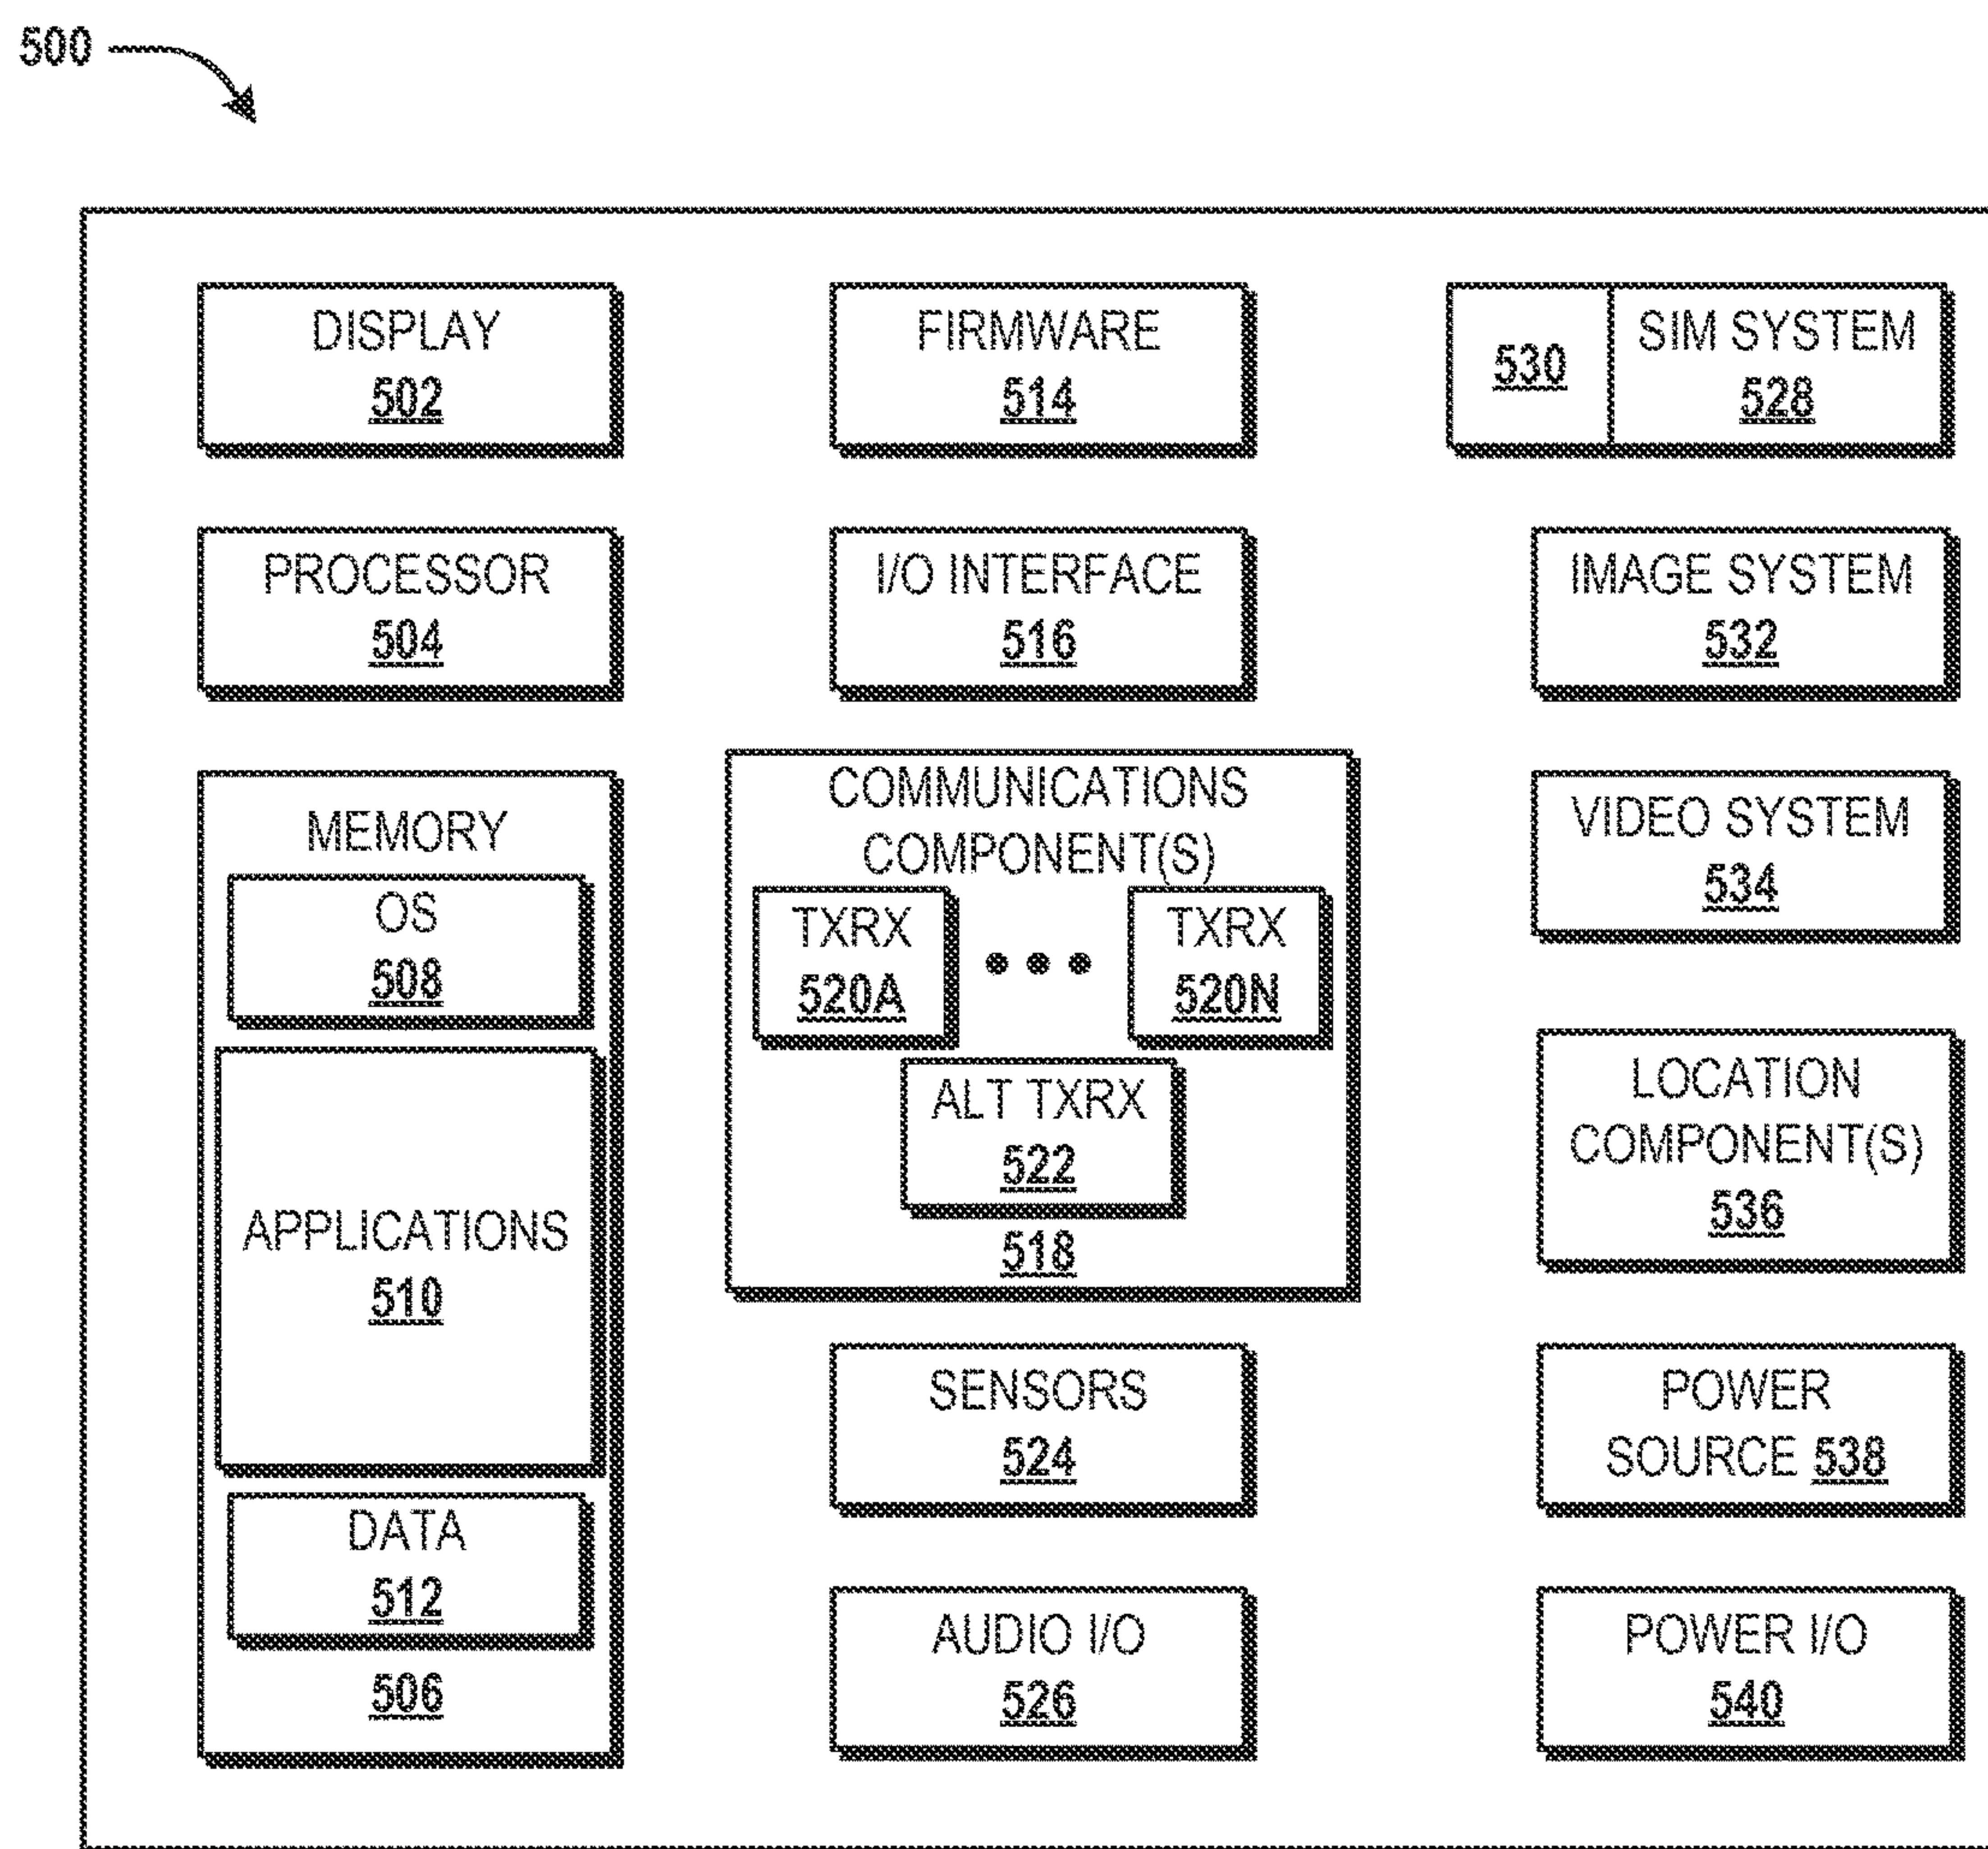 500
DISPLAY
502
PROCESSOR
504
MEMORY
OS
508
APPLICATIONS
510
DATA
512
506
FIRMWARE
514
I/O INTERFACE
516
COMMUNICATIONS
COMPONENT(S)
TXRX
520A
TXRX
520N
ALT TXRX
522
518
SENSORS
524
AUDIO I/O
526
530
SIM SYSTEM
528
IMAGE SYSTEM
532
VIDEO SYSTEM
534
LOCATION
COMPONENT(S)
536
POWER
SOURCE 538
POWER I/O
540